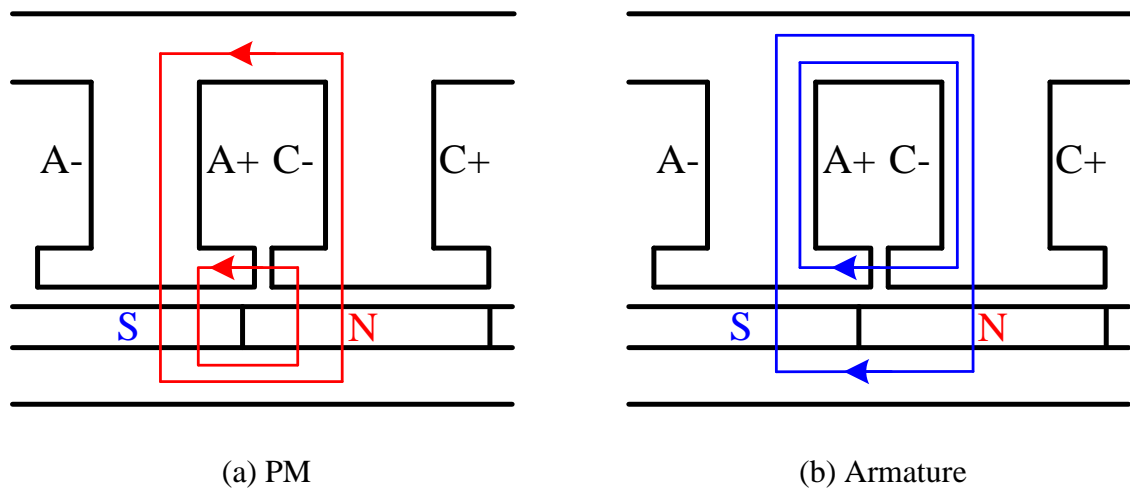 A- A+ C- C+
S N
(a) PM
A- A+ C- C+
S N
(b) Armature